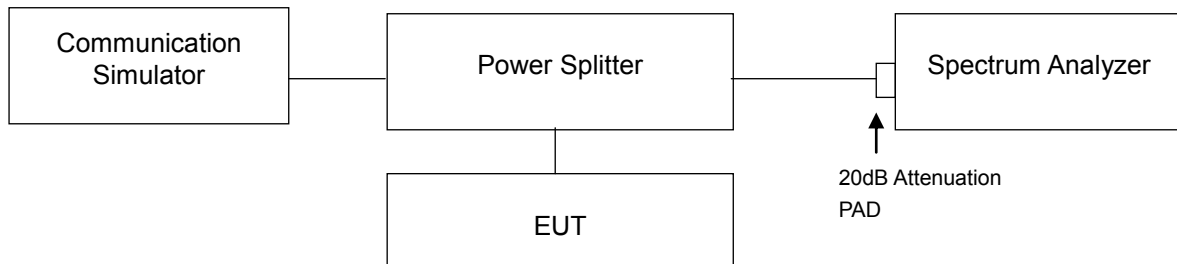 Communication
Simulator
Power Splitter
Spectrum Analyzer
20dB Attenuation
PAD
EUT